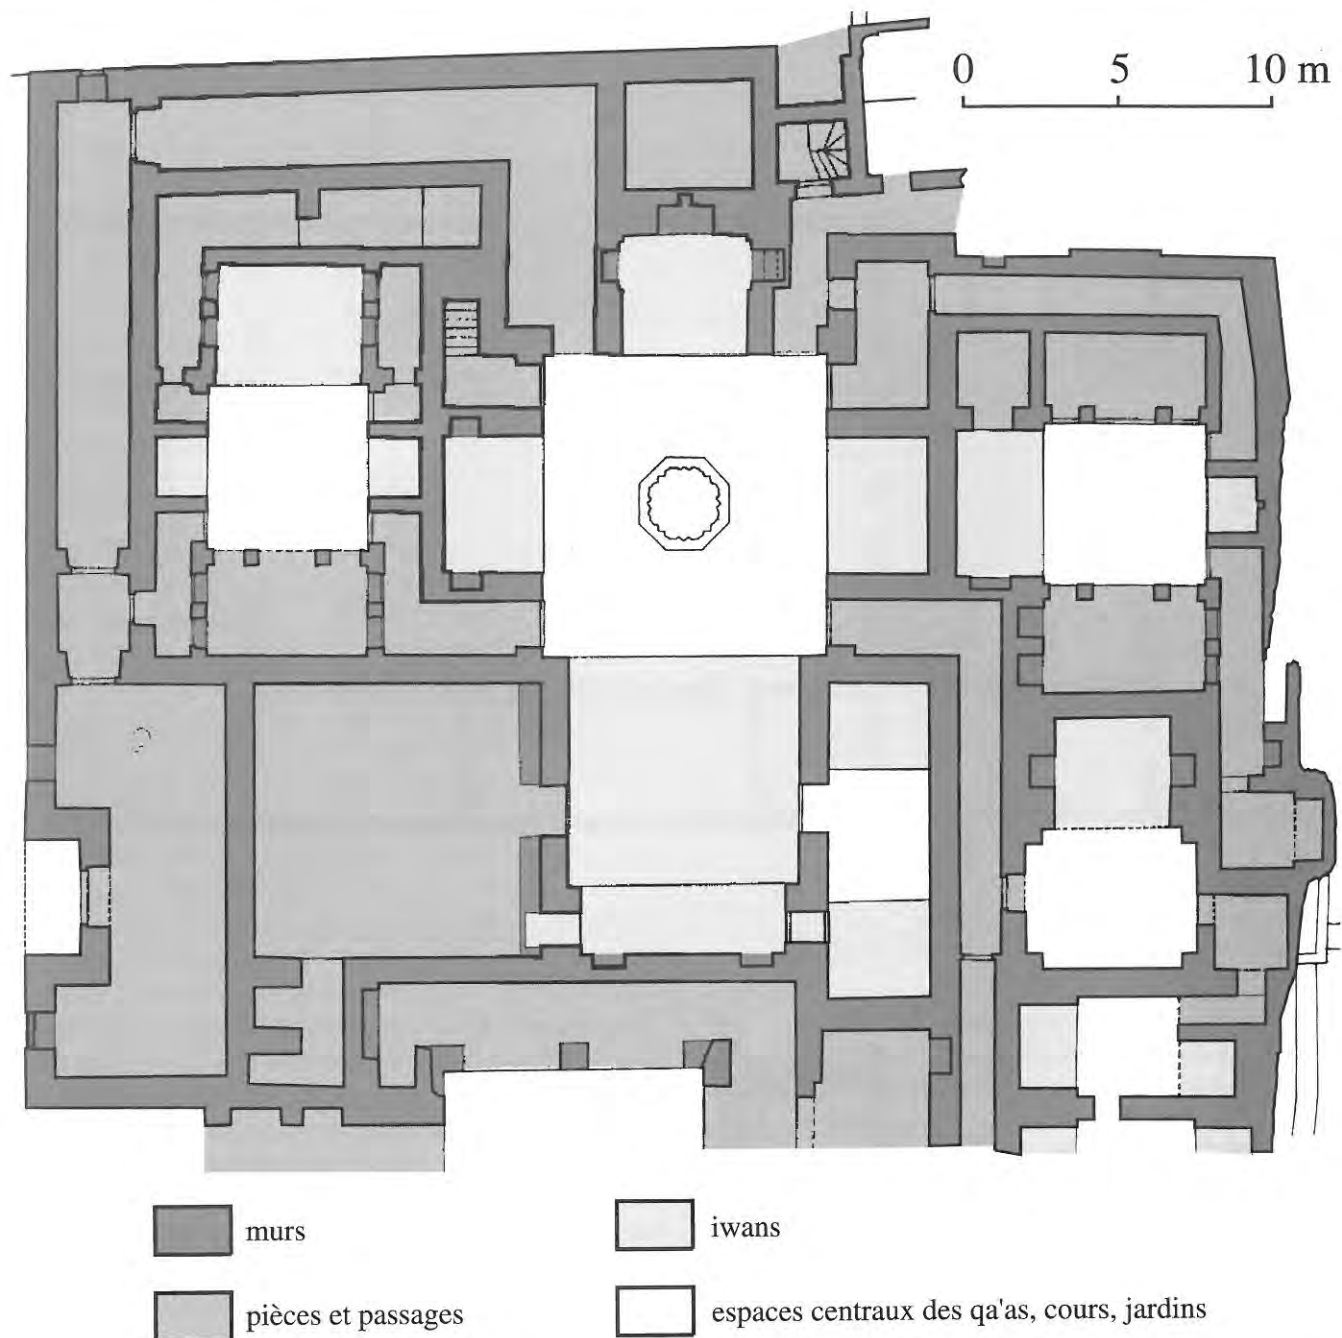 0 5 10 m
murs
iwans
pièces et passages
espaces centraux des qa'as, cours, jardins